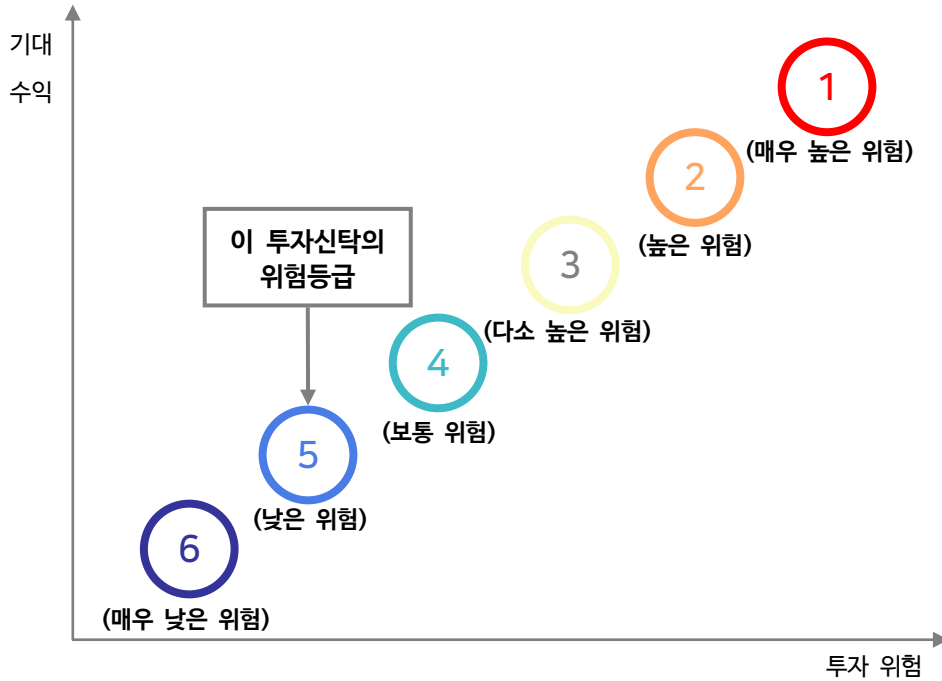 기대
수익
1
(매우 높은 위험)
2
(높은 위험)
이 투자신탁의
위험등급
3
(다소 높은 위험)
4
(보통 위험)
5
(낮은 위험)
6
(매우 낮은 위험)
투자 위험